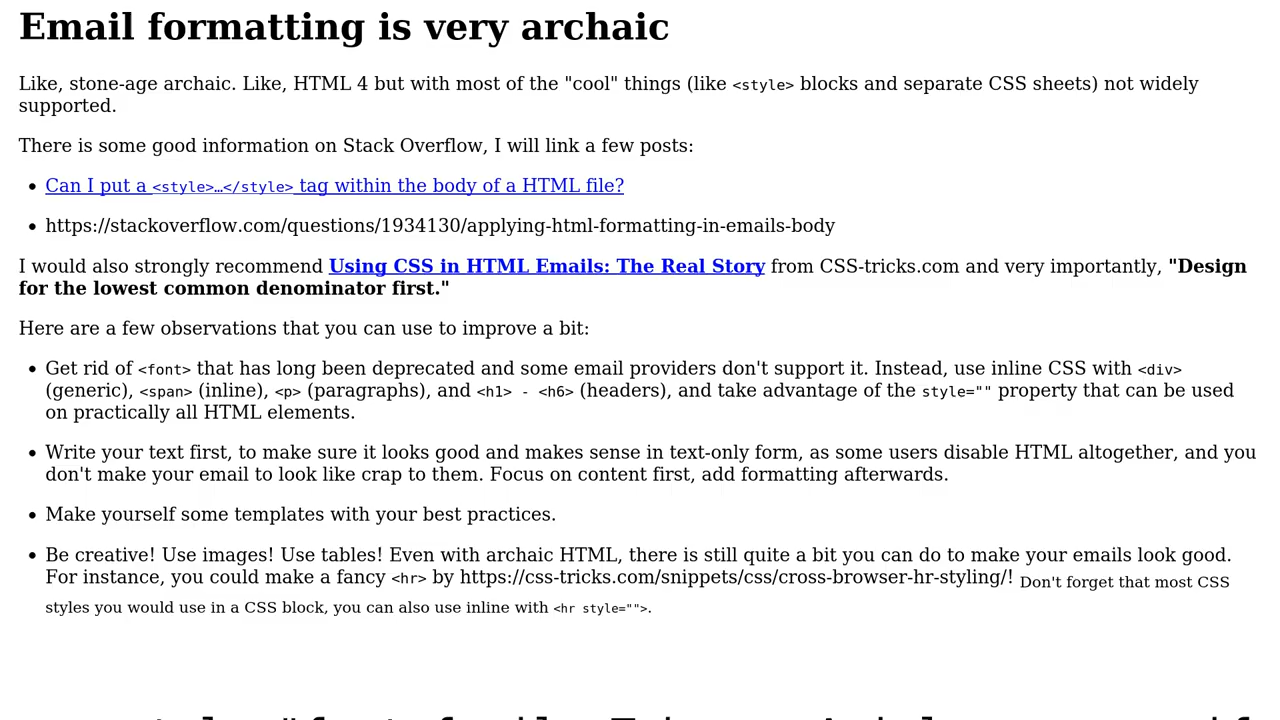 Email formatting is very archaic
Like, stone-age archaic. Like, HTML 4 but with most of the "cool" things (like <style> blocks and separate CSS sheets) not widely
supported.
There is some good information on Stack Overflow, I will link a few posts:
• Can I put a <style>…</style> tag within the body of a HTML file?
• https://stackoverflow.com/questions/1934130/applying-html-formatting-in-emails-body
I would also strongly recommend Using CSS in HTML Emails: The Real Story from CSS-tricks.com and very importantly, "Design
for the lowest common denominator first."
Here are a few observations that you can use to improve a bit:
• Get rid of <font> that has long been deprecated and some email providers don't support it. Instead, use inline CSS with <div>
(generic), <span> (inline), <p> (paragraphs), and <h1> - <h6> (headers), and take advantage of the style="" property that can be used
on practically all HTML elements.
• Write your text first, to make sure it looks good and makes sense in text-only form, as some users disable HTML altogether, and you
don't make your email to look like crap to them. Focus on content first, add formatting afterwards.
• Make yourself some templates with your best practices.
• Be creative! Use images! Use tables! Even with archaic HTML, there is still quite a bit you can do to make your emails look good.
For instance, you could make a fancy <hr> by https://css-tricks.com/snippets/css/cross-browser-hr-styling/! Don't forget that most CSS
styles you would use in a CSS block, you can also use inline with <hr style="">.